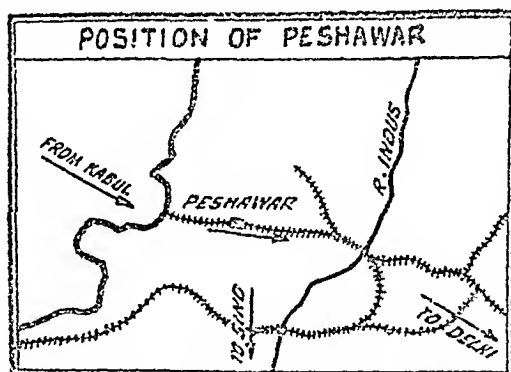 POSITION OF PESHAWAR
FROM KABUL
PESHAWAR
R. INDUS
TO SIND
TO DELHI